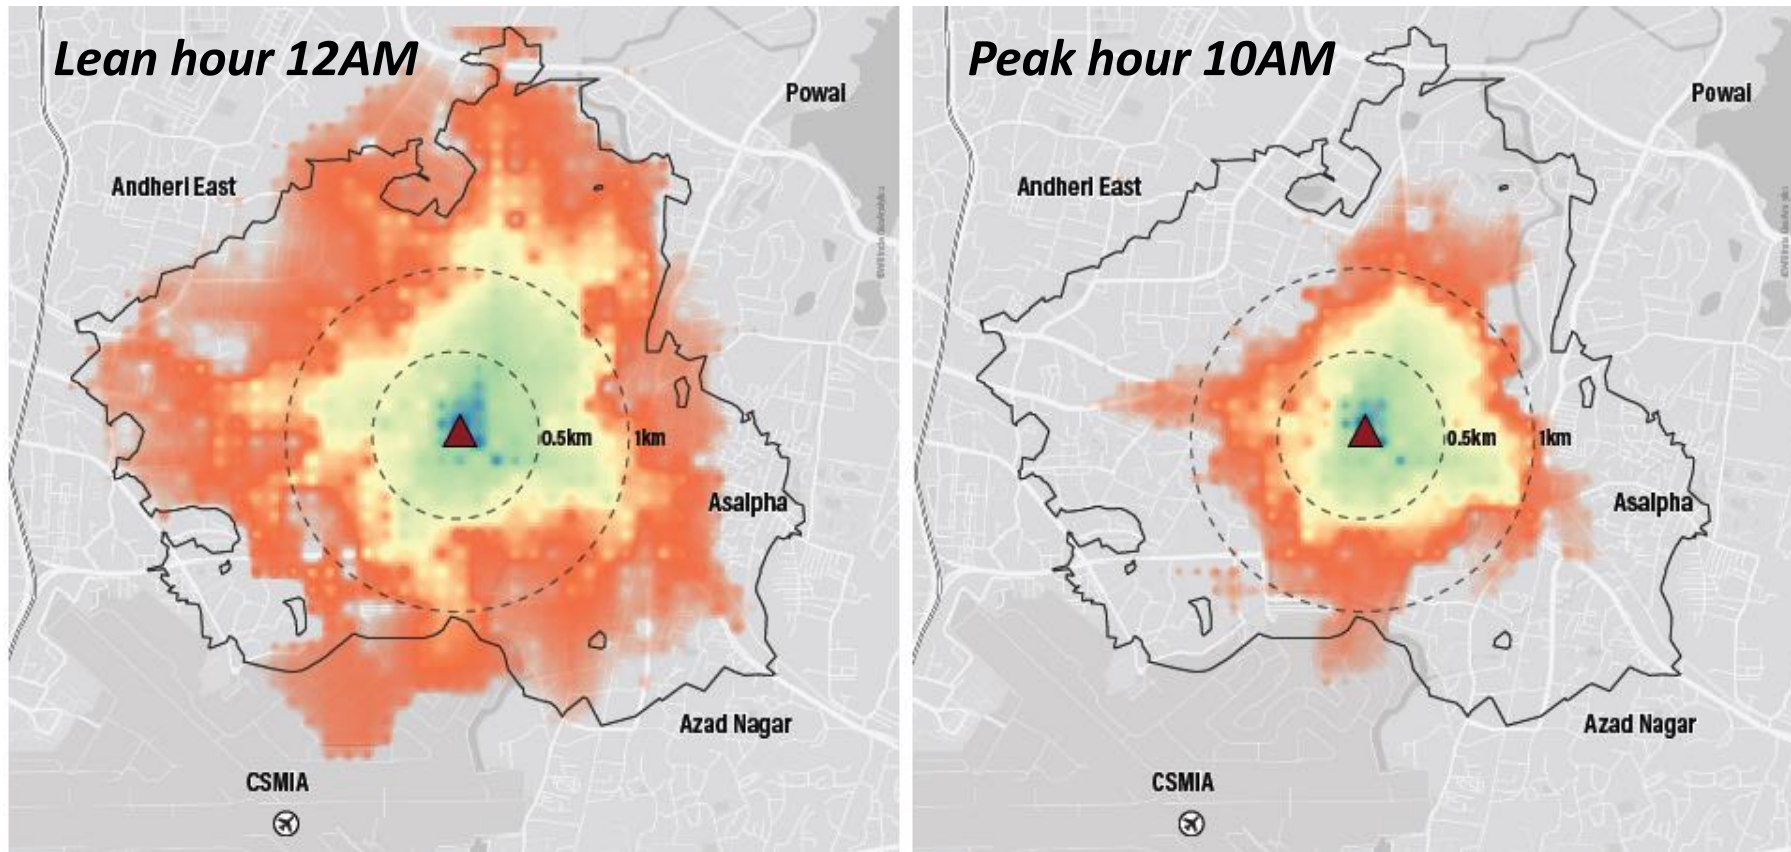 Lean hour 12AM
Powai
Andheri East
0.5km
1km
Asalpha
Azad Nagar
CSMIA
Peak hour 10AM
Powai
Andheri East
0.5km
1km
Asalpha
Azad Nagar
CSMIA